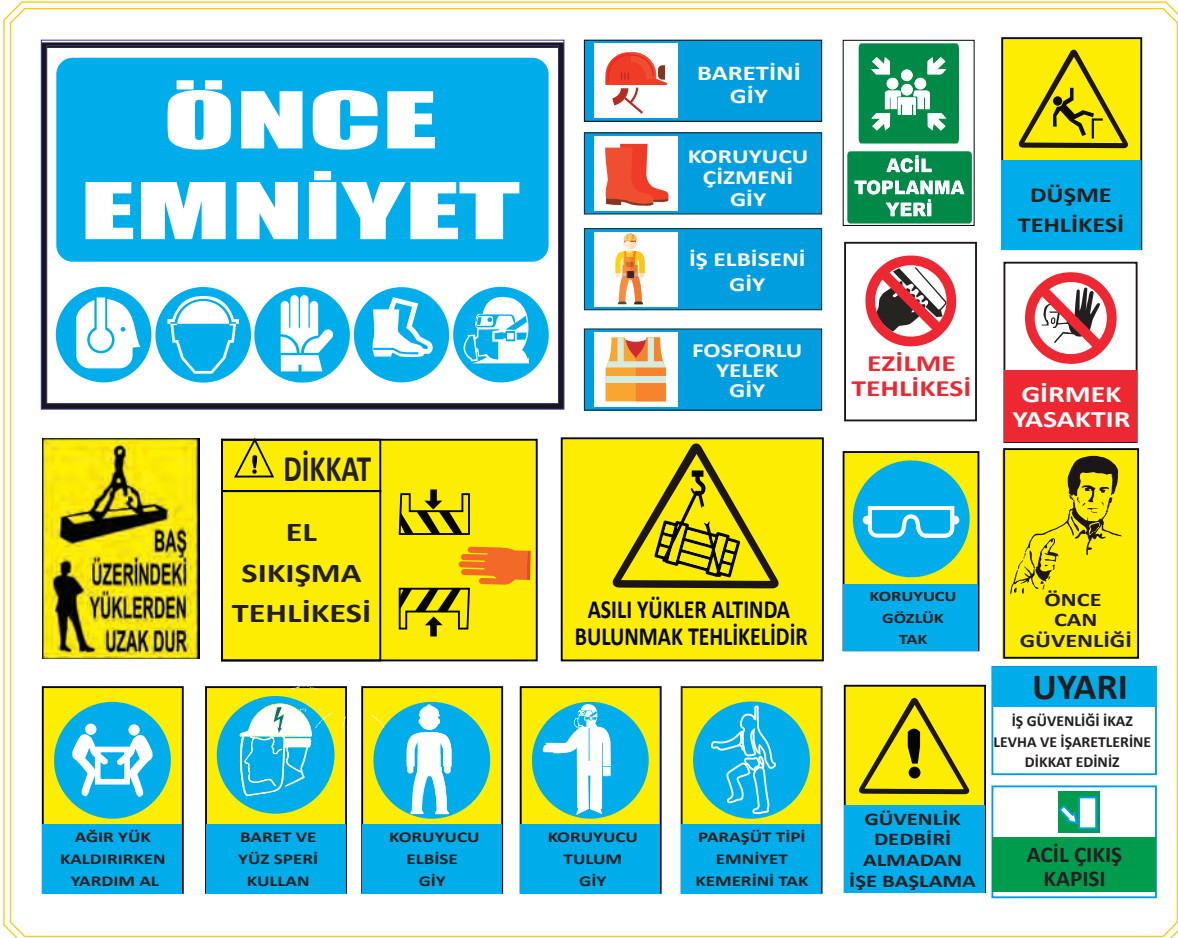 ÖNCE
EMNİYET
BARETİNİ
GİY
KORUYUCU
ÇİZMENİ
GİY
İŞ ELBİSENİ
GİY
FOSFORLU
YELEK
GİY
ACİL
TOPLANMA
YERİ
DÜŞME
TEHLİKESİ
EZİLME
TEHLİKESİ
GİRMEK
YASAKTIR
BAŞ
ÜZERİNDEKİ
YÜKLERDEN
UZAK DUR
! DİKKAT
EL
SIKIŞMA
TEHLİKESİ
ASILI YÜKLER ALTINDA
BULUNMAK TEHLİKELİDİR
KORUYUCU
GÖZLÜK
TAK
ÖNCE
CAN
GÜVENLİĞİ
AĞIR YÜK
KALDIRIRKEN
YARDIM AL
BARET VE
YÜZ SPERİ
KULLAN
KORUYUCU
ELBİSE
GİY
KORUYUCU
TULUM
GİY
PARAŞÜT TİPİ
EMNİYET
KEMERİNİ TAK
!
GÜVENLİK
DEDBİRİ
ALMADAN
İŞE BAŞLAMA
UYARI
İŞ GÜVENLİĞİ İKAZ
LEVHA VE İŞARETLERİNE
DİKKAT EDİNİZ
ACİL ÇIKIŞ
KAPISI